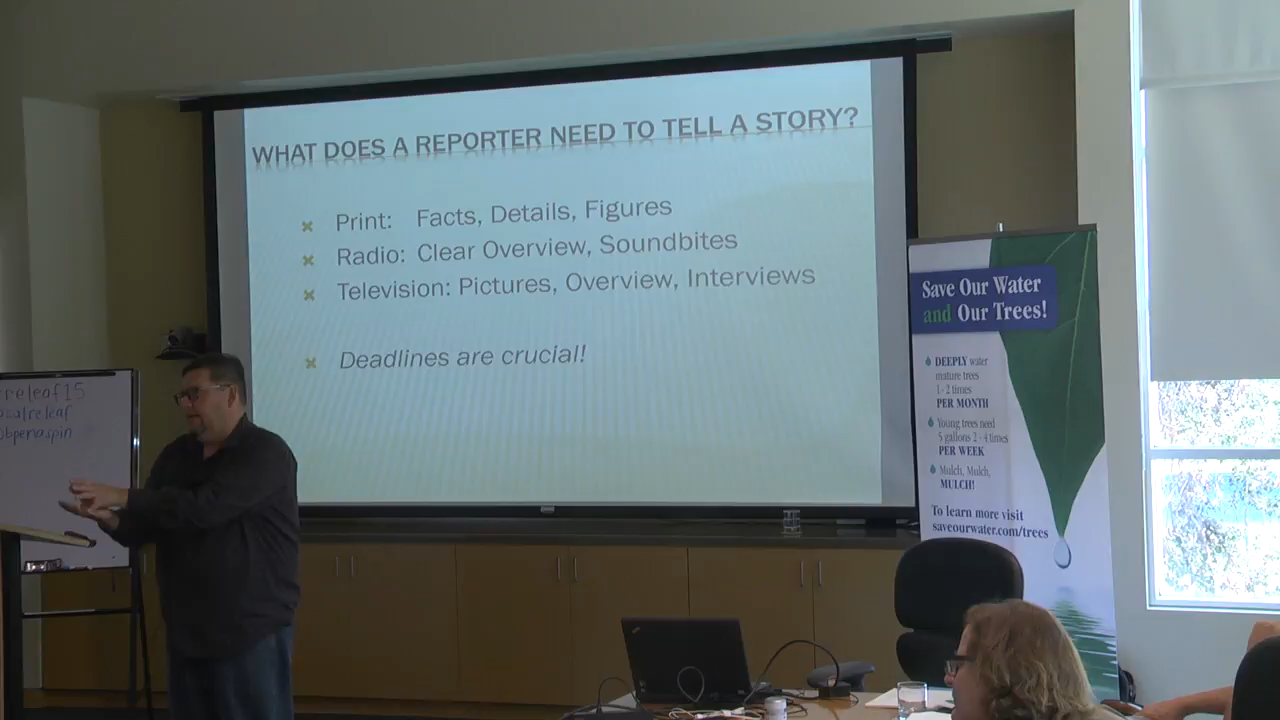 WHAT DOES A REPORTER NEED TO TELL A STORY?
Print: Facts, Details, Figures
Radio: Clear Overview, Soundbites
Television: Pictures, Overview, Interviews
Deadlines are crucial!
releaf15
calreleaf
Save Our Water
and Our Trees!
DEEPLY water
mature trees
1-2 times
PER MONTH
Young trees need
5 gallons 2-4 times
PER WEEK
Mulch, Mulch,
MULCH!
To learn more visit
saveourwater.com/trees